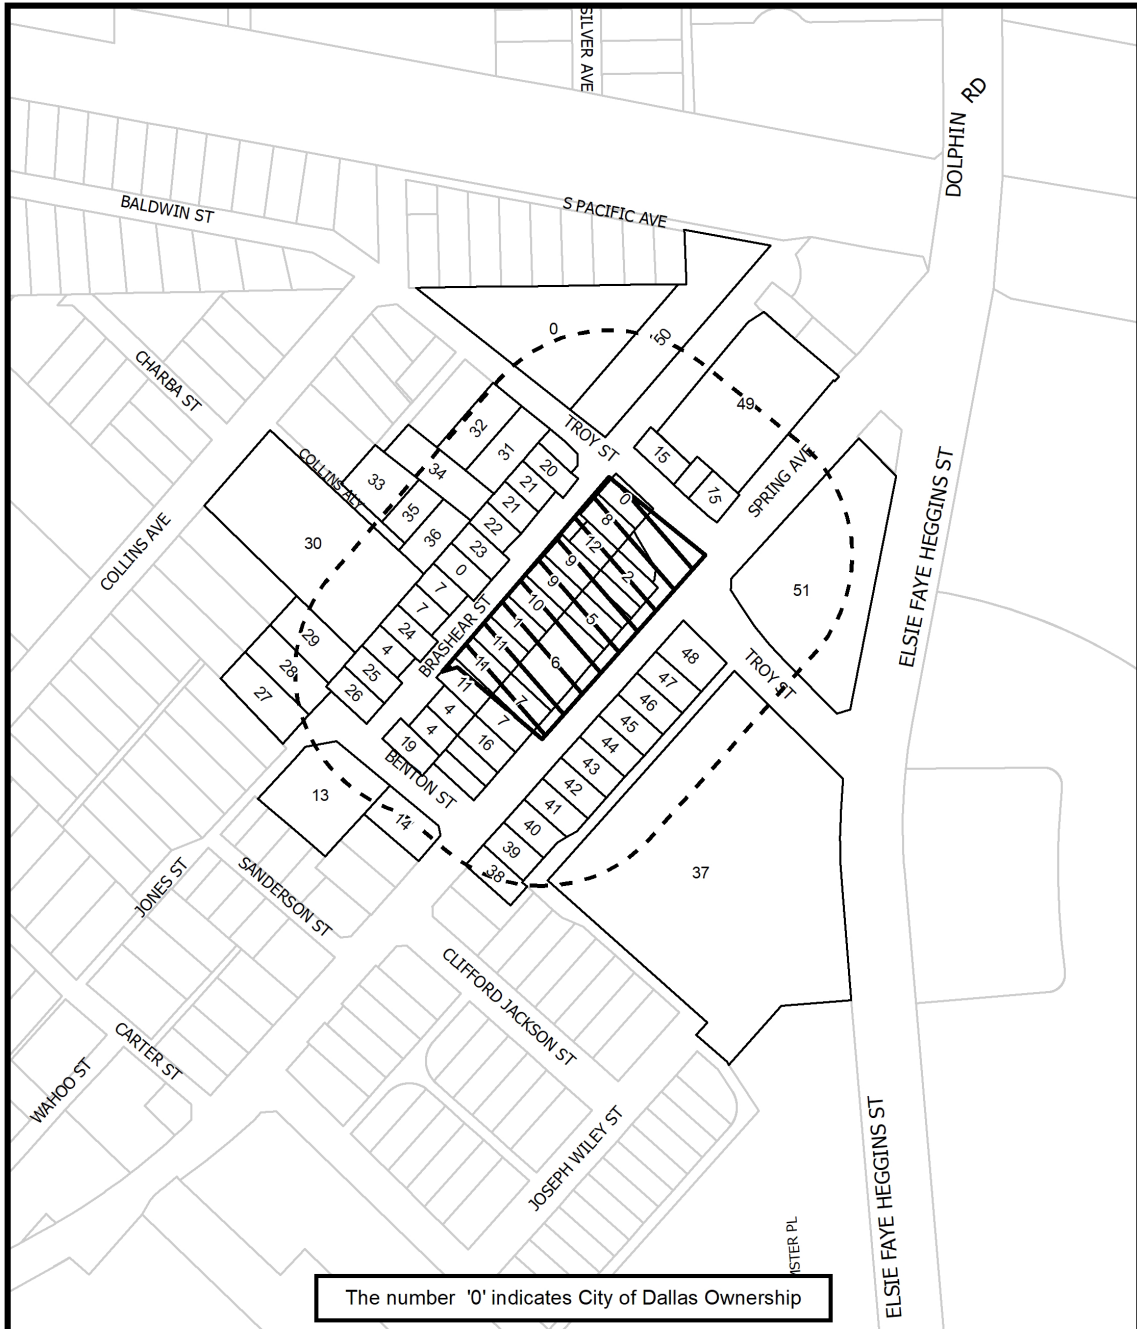 SILVER AVE
DOLPHIN RD
BALDWIN ST
S PACIFIC AVE
0
50
CHARBA ST
49
TROY ST
32
31
15
20
COLLINS ALY
34
33
21
15
SPRING AVE
21
0
35
8
22
36
COLLINS AVE
30
12
23
9
ELSIE FAYE HEGGINS ST
0
9
2
7
10
51
7
BRASHEAR ST
1
5
24
29
11
4
6
48
28
25
11
TROY ST
47
26
11
27
4
7
46
7
45
4
19
16
44
BENTON ST
43
13
42
14
41
40
39
38
37
JONES ST
SANDERSON ST
CLIFFORD JACKSON ST
CARTER ST
WAHOO ST
JOSEPH WILEY ST
ELSIE FAYE HEGGINS ST
MSTER PL
The number '0' indicates City of Dallas Ownership